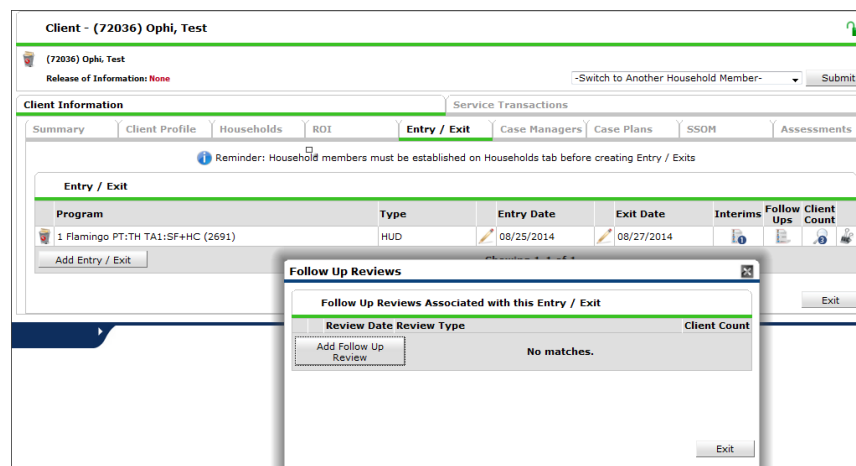 Client - (72036) Ophi, Test
(72036) Ophi, Test
Release of Information: None
-Switch to Another Household Member-
Submit
Client Information
Service Transactions
Summary
Client Profile
Households
ROI
Entry / Exit
Case Managers
Case Plans
SSOM
Assessments
Reminder: Household members must be established on Households tab before creating Entry / Exits
Entry / Exit
Program
Type
Entry Date
Exit Date
Interims
Follow Ups
Client Count
1 Flamingo PT:TH TA1:SF+HC (2691)
HUD
08/25/2014
08/27/2014
Add Entry / Exit
Showing 1-1 of 1
Exit
Follow Up Reviews
Follow Up Reviews Associated with this Entry / Exit
Review Date
Review Type
Client Count
Add Follow Up
Review
No matches.
Exit